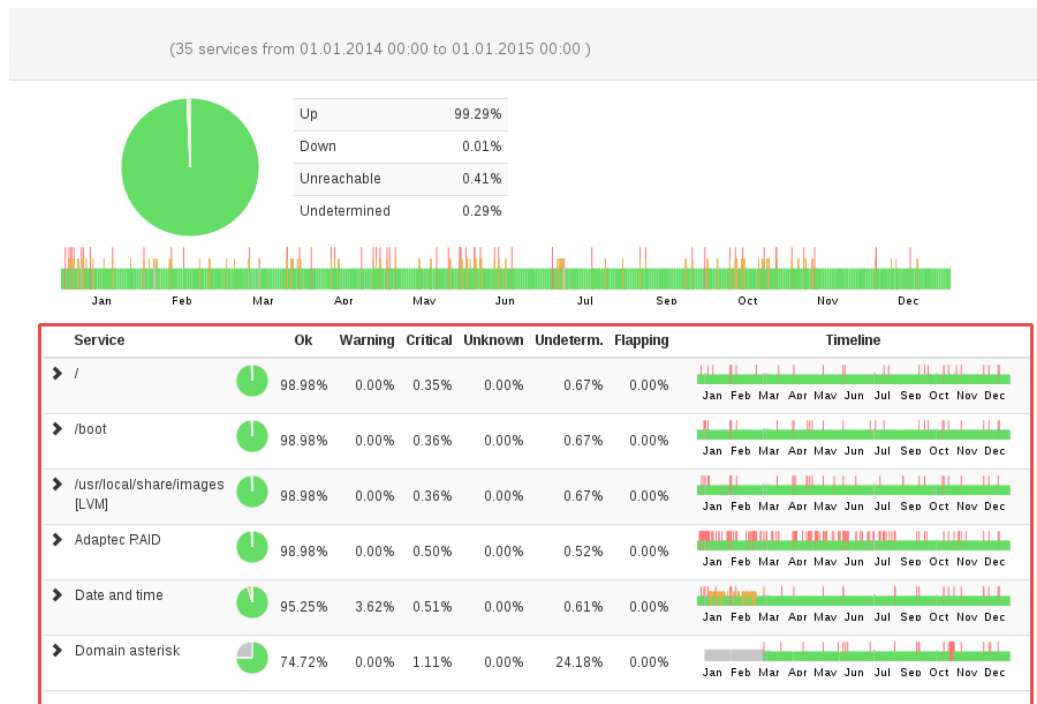 (35 services from 01.01.2014 00:00 to 01.01.2015 00:00 )
Up 99.29%
Down 0.01%
Unreachable 0.41%
Undetermined 0.29%
Jan Feb Mar Apr May Jun Jul Sep Oct Nov Dec
Service Ok Warning Critical Unknown Undeterm. Flapping Timeline
/ 98.98% 0.00% 0.35% 0.00% 0.67% 0.00%
Jan Feb Mar Apr May Jun Jul Sep Oct Nov Dec
/boot 98.98% 0.00% 0.36% 0.00% 0.67% 0.00%
Jan Feb Mar Apr May Jun Jul Sep Oct Nov Dec
/usr/local/share/images
[LVM] 98.98% 0.00% 0.36% 0.00% 0.67% 0.00%
Jan Feb Mar Apr May Jun Jul Sep Oct Nov Dec
Adaptec RAID 98.98% 0.00% 0.50% 0.00% 0.52% 0.00%
Jan Feb Mar Apr May Jun Jul Sep Oct Nov Dec
Date and time 95.25% 3.62% 0.51% 0.00% 0.61% 0.00%
Jan Feb Mar Apr May Jun Jul Sep Oct Nov Dec
Domain asterisk 74.72% 0.00% 1.11% 0.00% 24.18% 0.00%
Jan Feb Mar Apr May Jun Jul Sep Oct Nov Dec